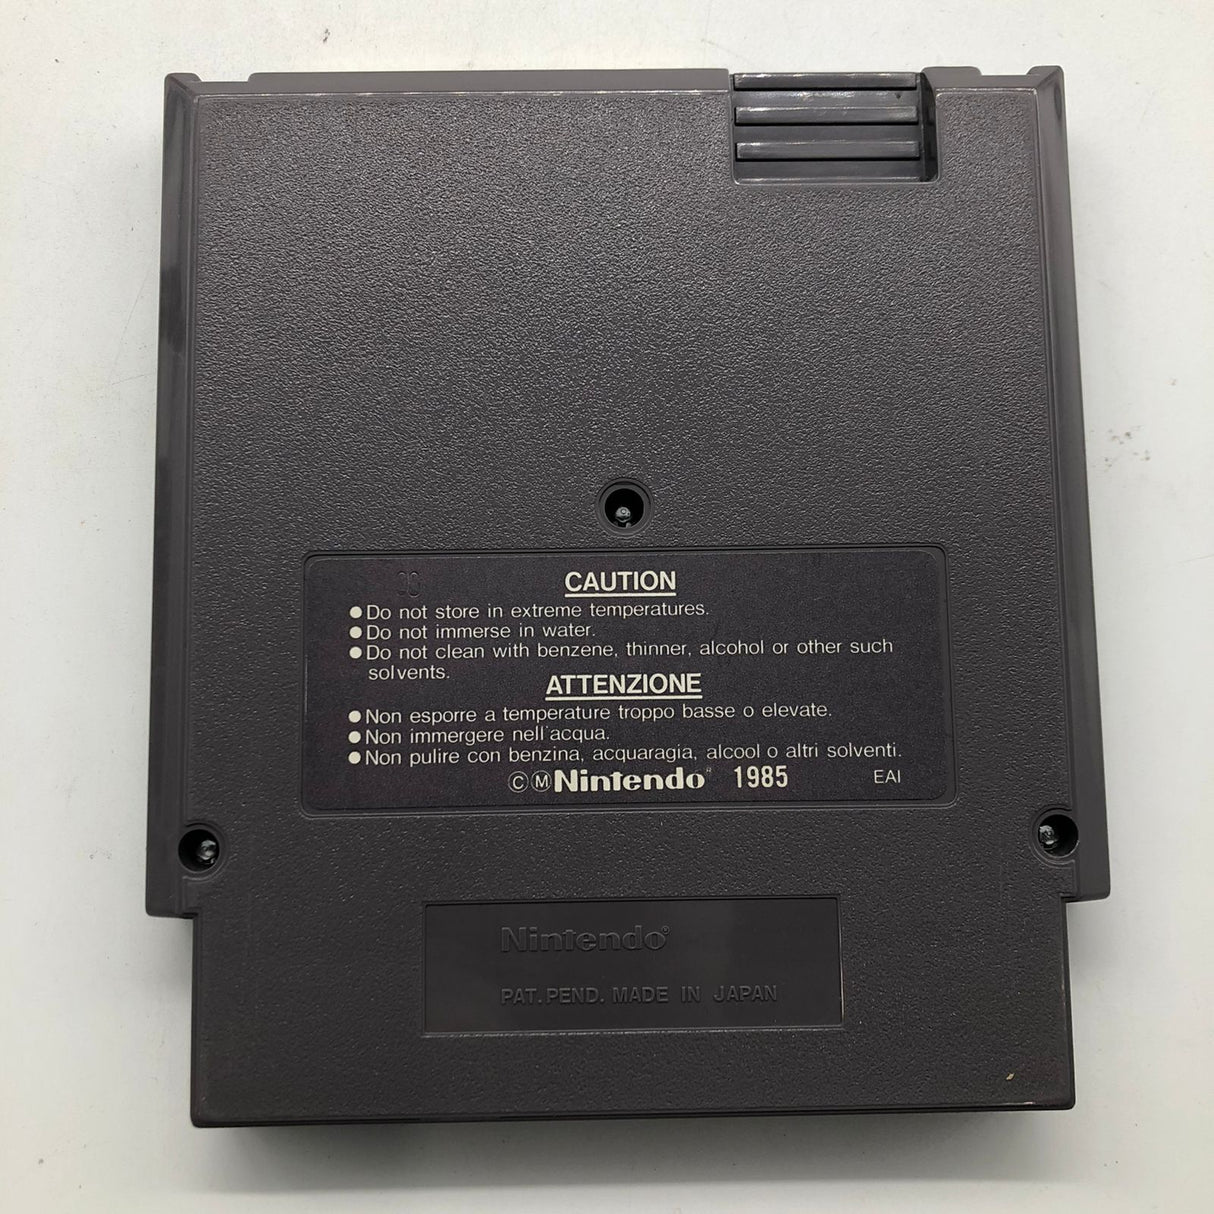 CAUTION
●Do not store in extreme temperatures.
●Do not immerse in water.
●Do not clean with benzene, thinner, alcohol or other such
solvents.
ATTENZIONE
●Non esporre a temperature troppo basse o elevate.
●Non immergere nell'acqua.
●Non pulire con benzina, acquaragia, alcool o altri solventi.
ⒸⓂNintendo® 1985 EAI
Nintendo®
PAT. PEND. MADE IN JAPAN